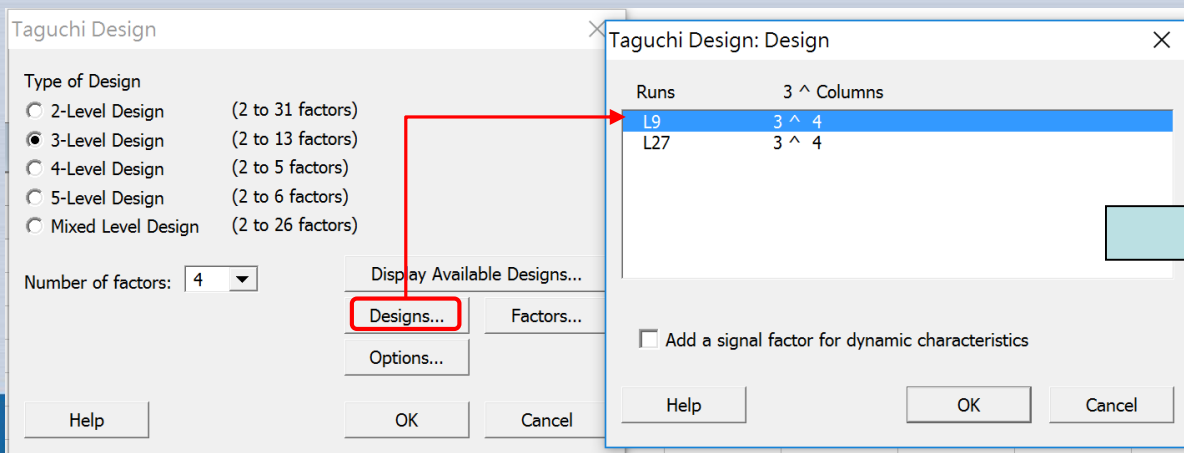 Taguchi Design
Type of Design
2-Level Design (2 to 31 factors)
3-Level Design (2 to 13 factors)
4-Level Design (2 to 5 factors)
5-Level Design (2 to 6 factors)
Mixed Level Design (2 to 26 factors)
Number of factors: 4
Display Available Designs...
Designs... Factors...
Options...
Help OK Cancel
Taguchi Design: Design
Runs 3 ^ Columns
L9 3 ^ 4
L27 3 ^ 4
Add a signal factor for dynamic characteristics
Help OK Cancel